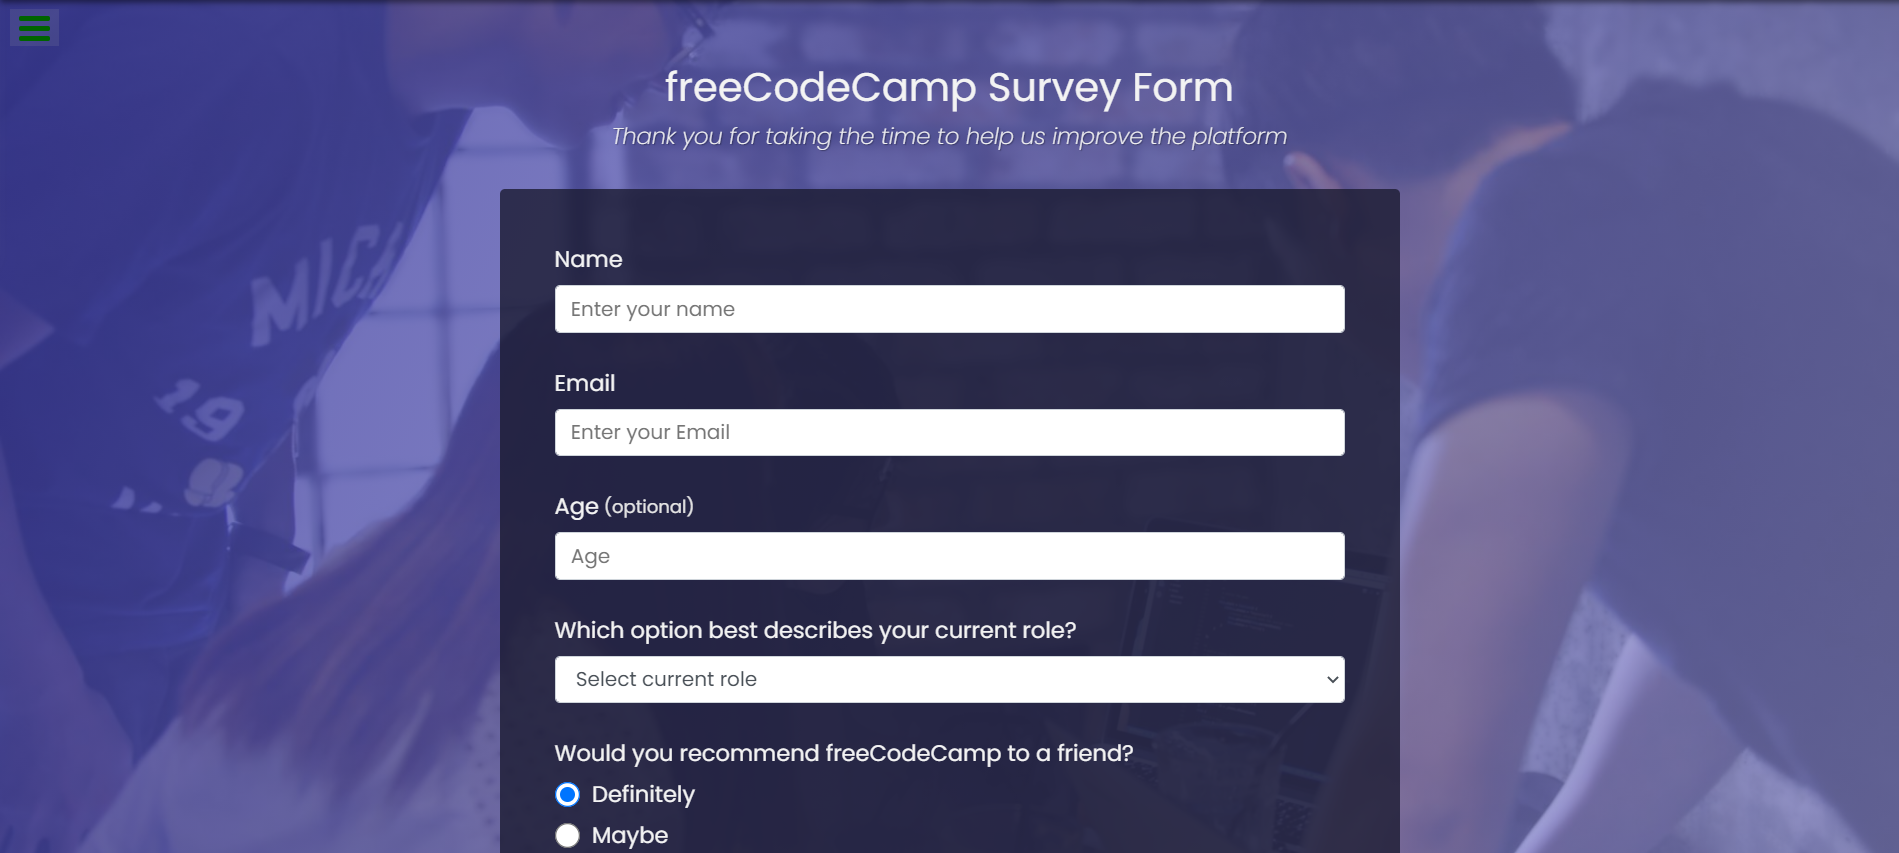 freeCodeCamp Survey Form
Thank you for taking the time to help us improve the platform
MICH
19
Name
Enter your name
Email
Enter your Email
Age (optional)
Age
Which option best describes your current role?
Select current role
Would you recommend freeCodeCamp to a friend?
Definitely
Maybe